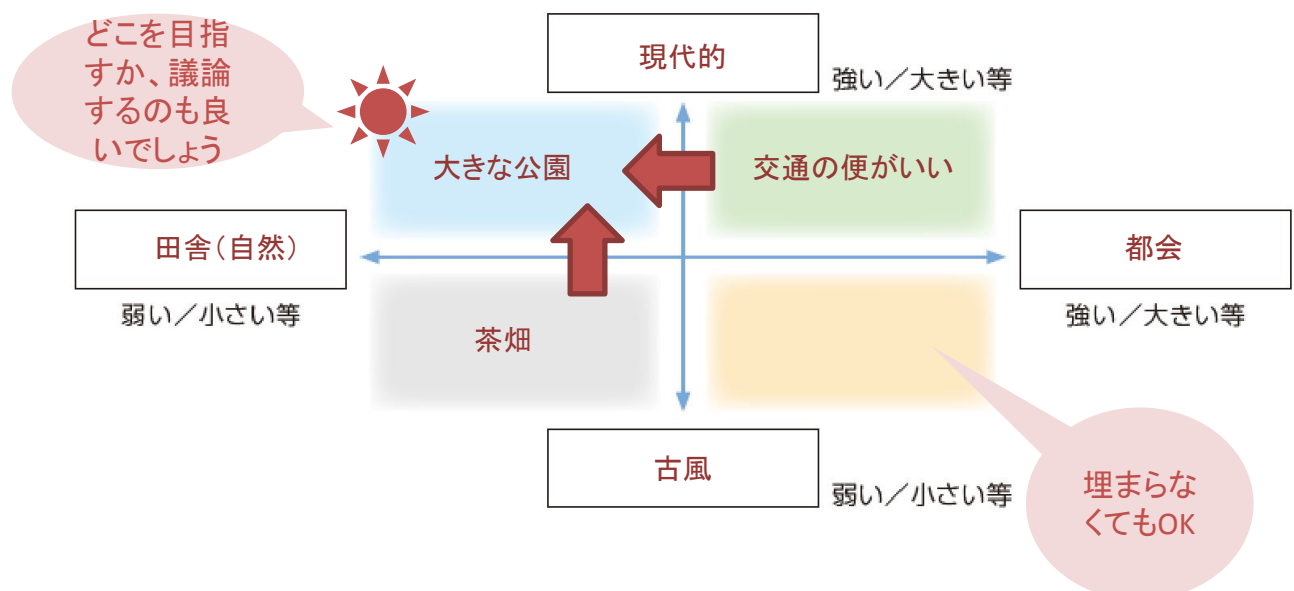 どこを目指
すか、議論
するのも良
いでしょう
現代的
強い／大きい等
大きな公園
交通の便がいい
田舎（自然）
弱い／小さい等
都会
強い／大きい等
茶畑
古風
弱い／小さい等
埋まらな
くてもOK